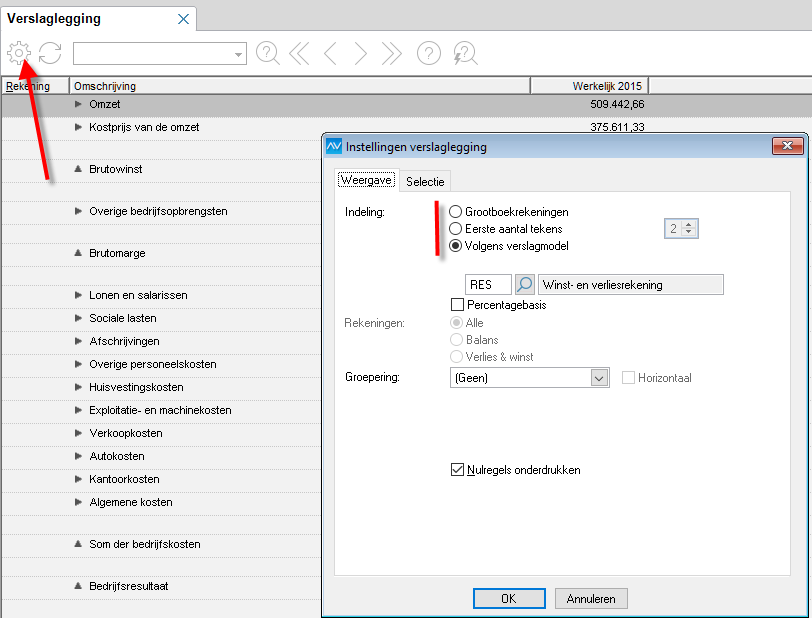 Verslaglegging
Rekening Omschrijving Werkelijk 2015
Omzet 509.442,66
Kostprijs van de omzet 375.611,33
Brutowinst
Overige bedrijfsopbrengsten
Brutomarge
Lonen en salarissen
Sociale lasten
Afschrijvingen
Overige personeelskosten
Huisvestingskosten
Exploitatie- en machinekosten
Verkoopkosten
Autokosten
Kantoorkosten
Algemene kosten
Som der bedrijfskosten
Bedrijfsresultaat
Instellingen verslaglegging
Weergave Selectie
Indeling: Grootboekrekeningen
Eerste aantal tekens 2
Volgens verslagmodel
RES Winst- en verliesrekening
Percentagebasis
Rekeningen: Alle
Balans
Verlies & winst
Groepering: (Geen) Horizontaal
Nulregels onderdrukken
OK Annuleren